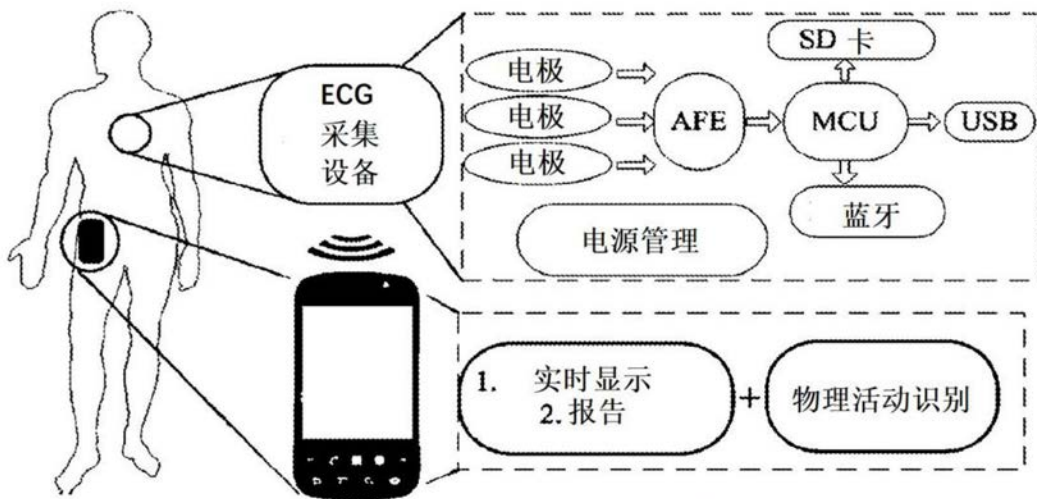 ECG
采集
设备
电极
电极
电极
AFE
MCU
SD 卡
USB
蓝牙
电源管理
1. 实时显示
2. 报告
+
物理活动识别